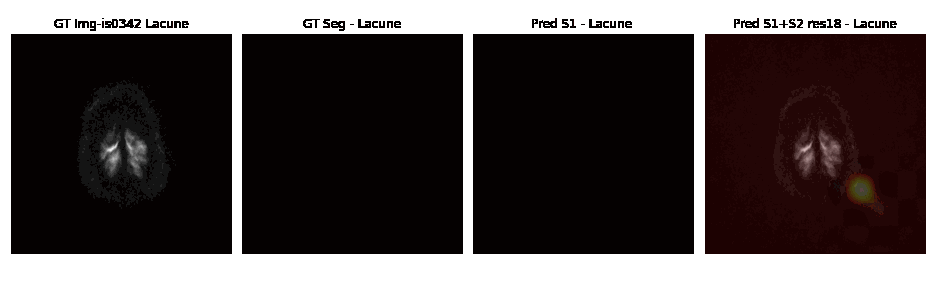 GT Img-is0342 Lacune
GT Seg - Lacune
Pred S1 - Lacune
Pred S1+S2 res18 - Lacune